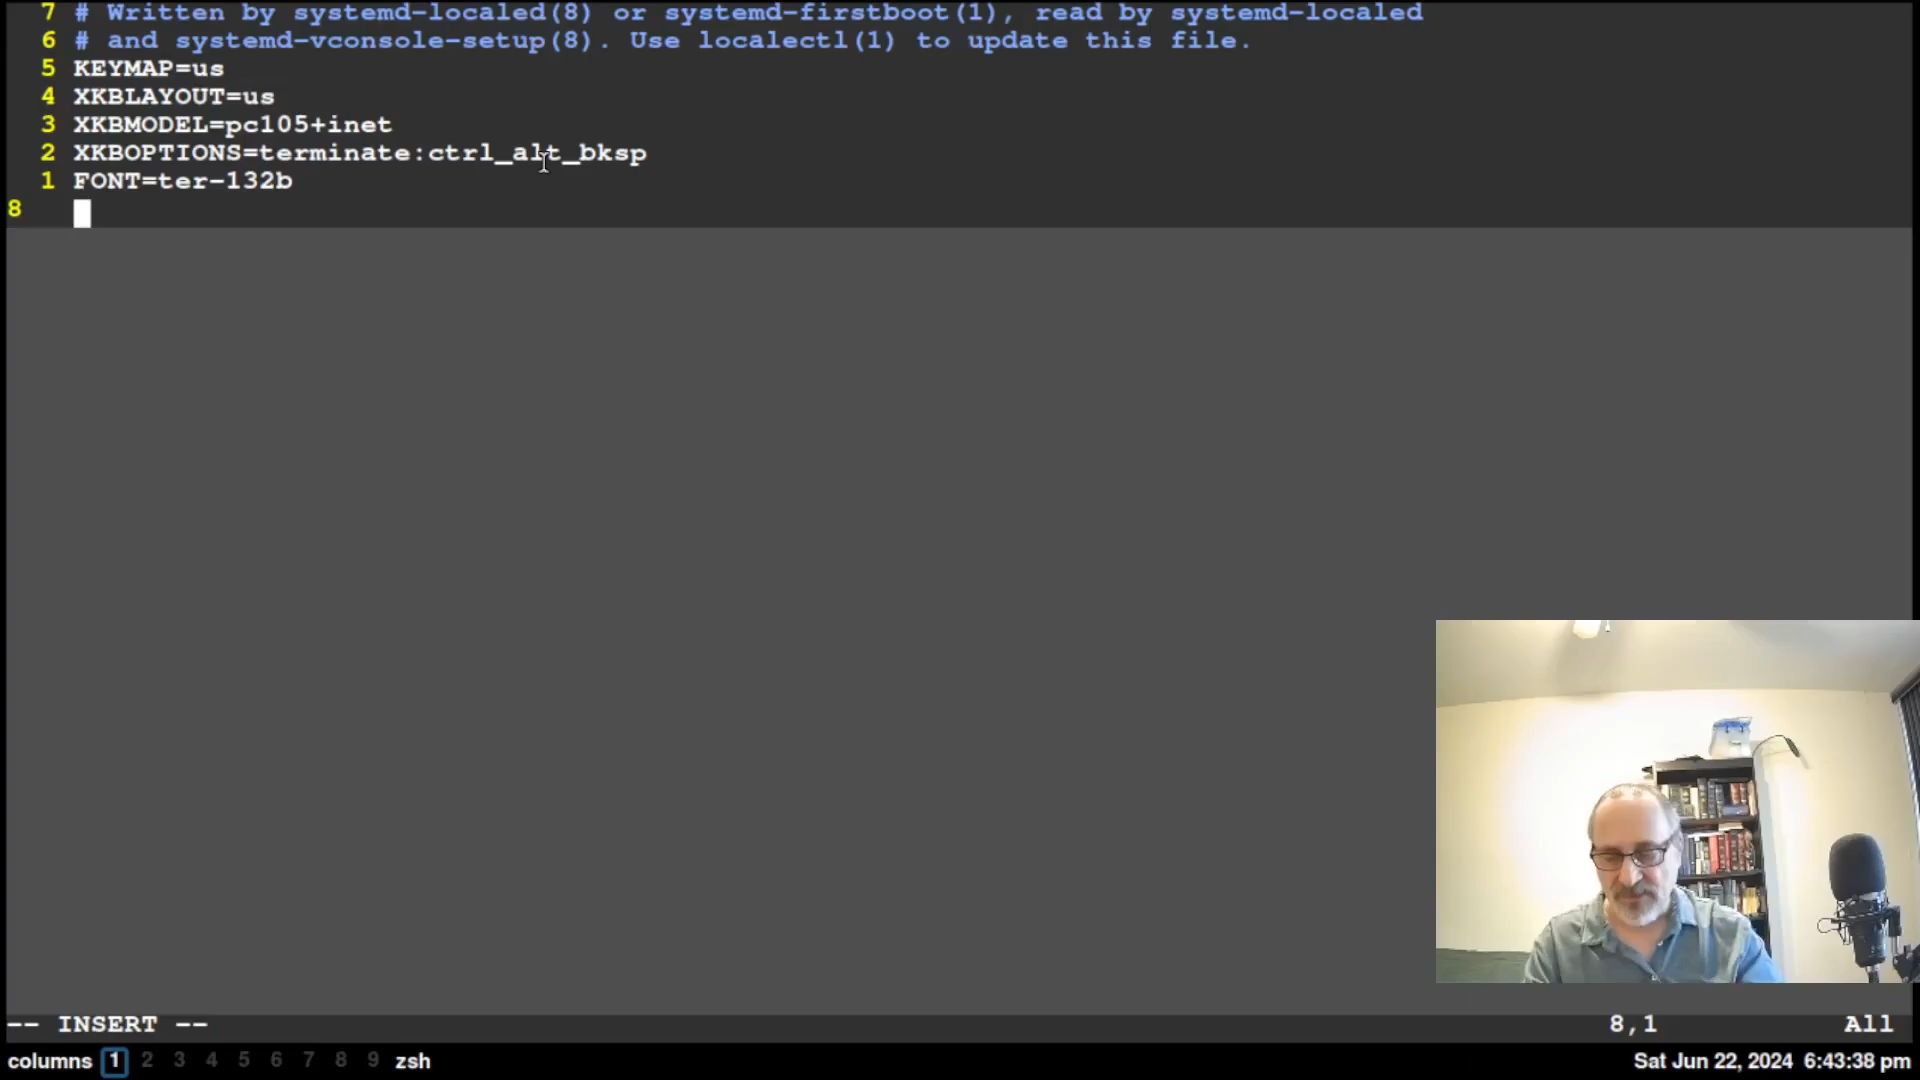 7 # Written by systemd-localed(8) or systemd-firstboot(1), read by systemd-localed
6 # and systemd-vconsole-setup(8). Use localectl(1) to update this file.
5 KEYMAP=us
4 XKBLAYOUT=us
3 XKBMODEL=pc105+inet
2 XKBOPTIONS=terminate:ctrl_alt_bksp
1 FONT=ter-132b
8
-- INSERT -- 8,1 All
columns 1 2 3 4 5 6 7 8 9 zsh Sat Jun 22, 2024 6:43:38 pm